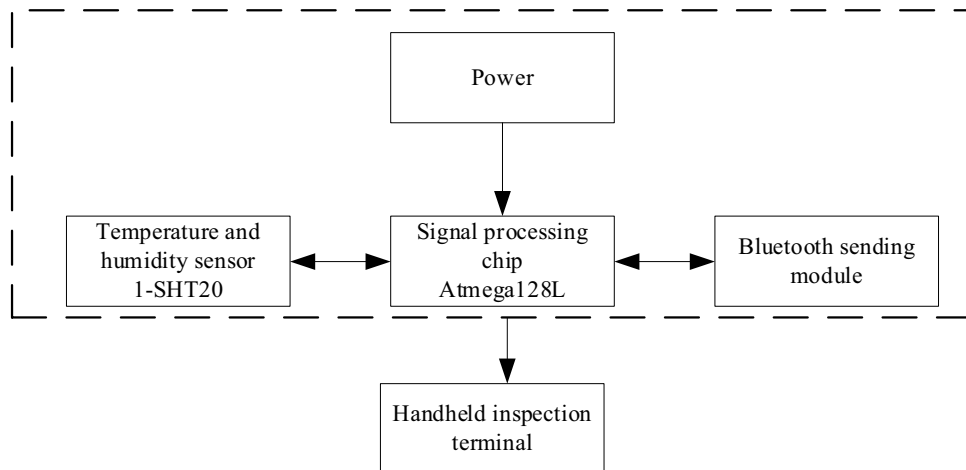 Power
Temperature and
humidity sensor
1-SHT20
Signal processing
chip
Atmega128L
Bluetooth sending
module
Handheld inspection
terminal